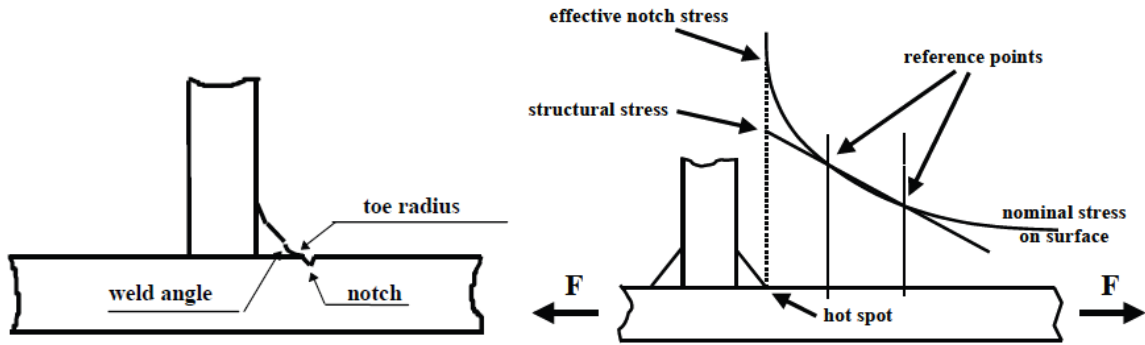 toe radius
weld angle
notch
effective notch stress
reference points
structural stress
nominal stress
on surface
F
F
hot spot